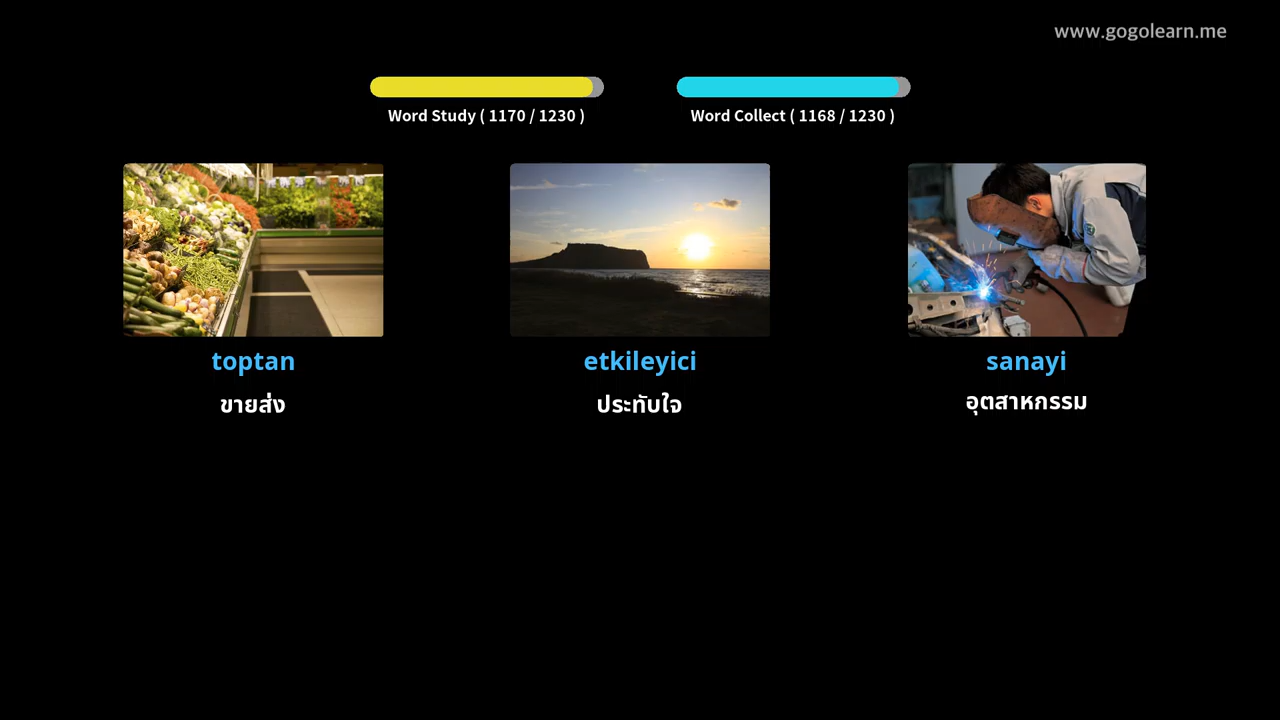 www.gogolearn.me
Word Study ( 1170 / 1230 )
Word Collect ( 1168 / 1230 )
toptan
ขายส่ง
etkileyici
ประทับใจ
sanayi
อุตสาหกรรม